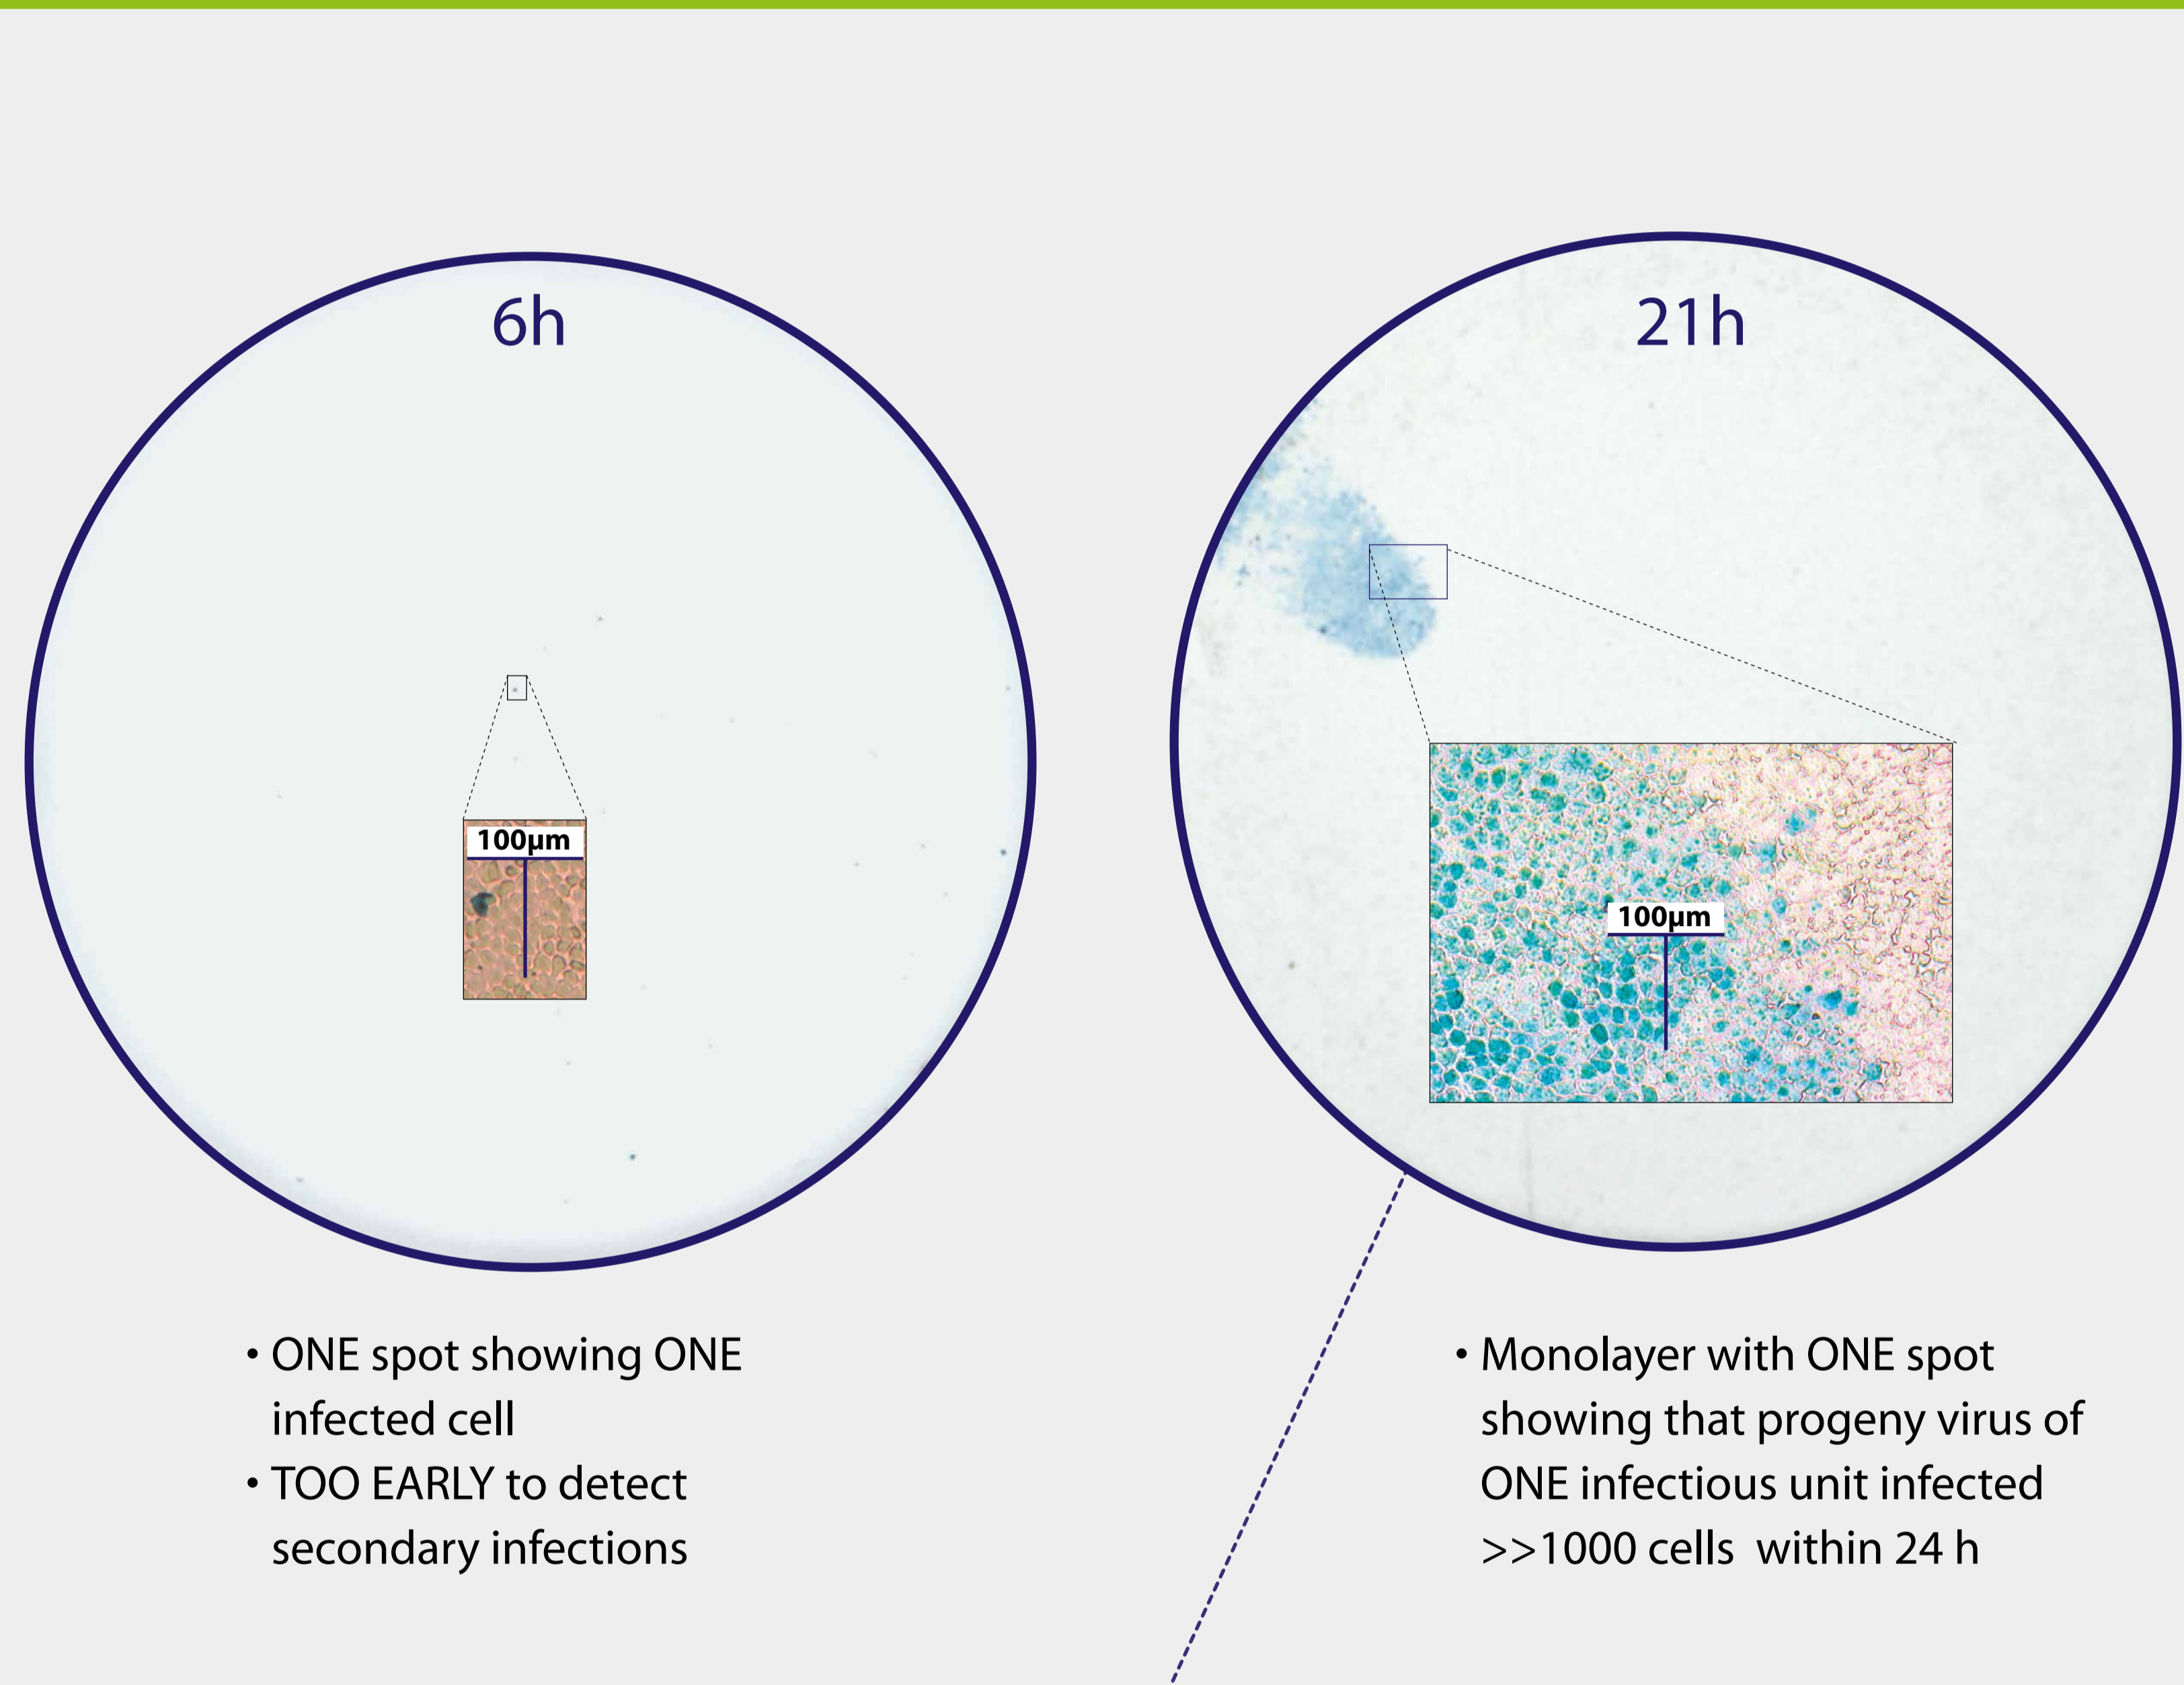 6h
100µm
• ONE spot showing ONE
infected cell
• TOO EARLY to detect
secondary infections
21h
100µm
• Monolayer with ONE spot
showing that progeny virus of
ONE infectious unit infected
>>1000 cells within 24 h